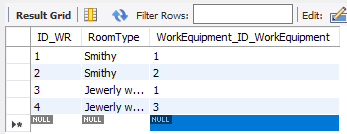 Result Grid Filter Rows: Edit:
ID_WR RoomType WorkEquipment_ID_WorkEquipment
1 Smithy 1
2 Smithy 2
3 Jewerly w... 1
4 Jewerly w... 3
NULL NULL NULL